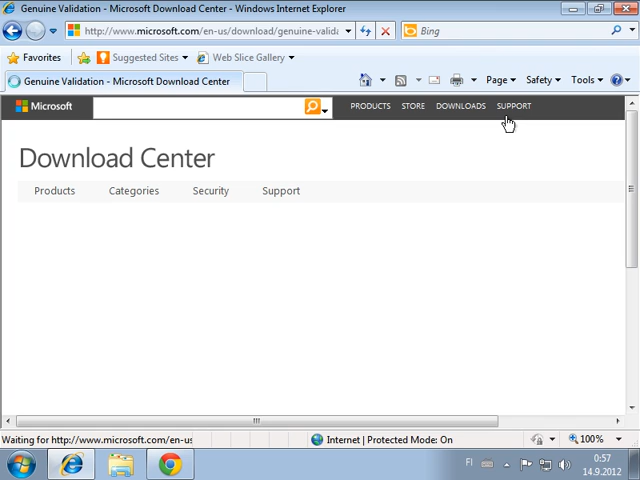 Genuine Validation - Microsoft Download Center - Windows Internet Explorer
http://www.microsoft.com/en-us/download/genuine-valida
Bing
Favorites
Suggested Sites
Web Slice Gallery
Genuine Validation - Microsoft Download Center
Page
Safety
Tools
Microsoft
PRODUCTS STORE DOWNLOADS SUPPORT
Download Center
Products Categories Security Support
Waiting for http://www.microsoft.com/en-us
Internet | Protected Mode: On
100%
FI
0:57
14.9.2012